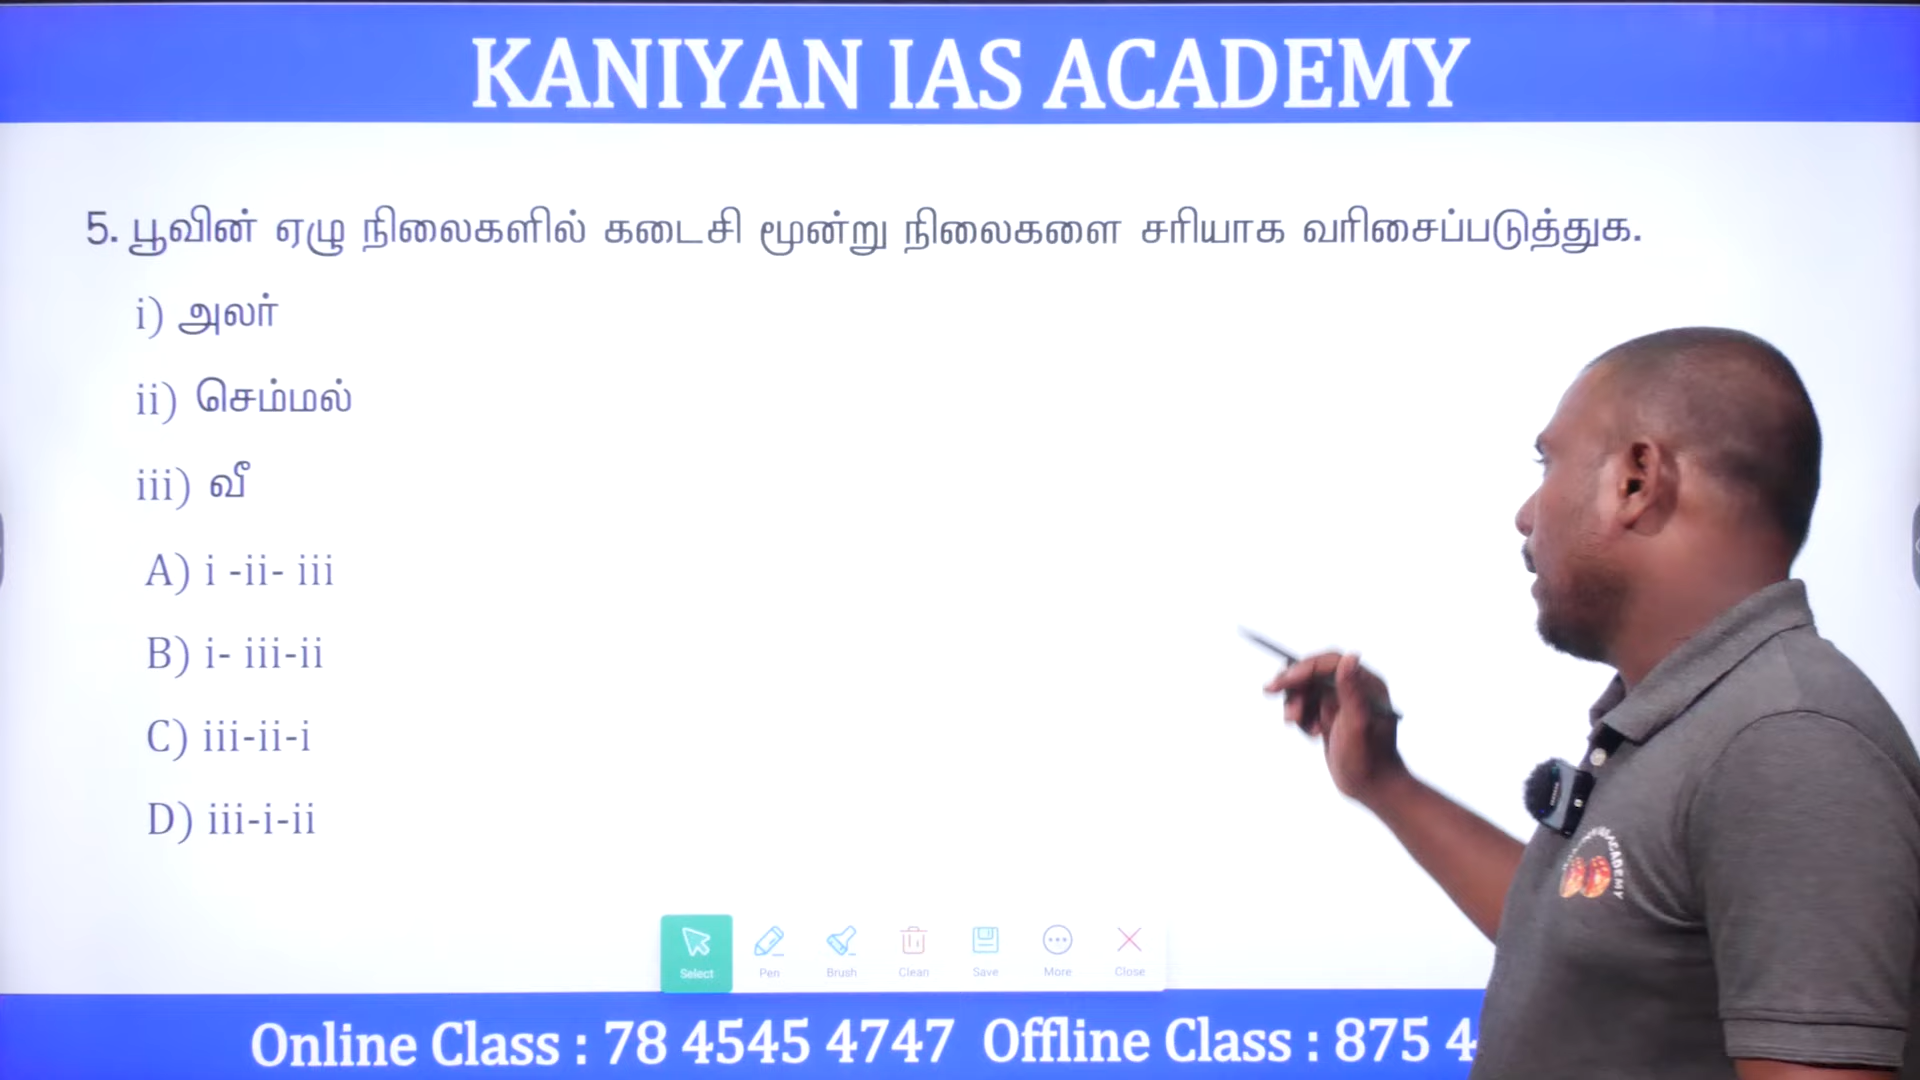 KANIYAN IAS ACADEMY
5. பூவின் ஏழு நிலைகளில் கடைசி மூன்று நிலைகளை சரியாக வரிசைப்படுத்துக.
i) அலர்
ii) செம்மல்
iii) வீ
A) i -ii- iii
B) i- iii-ii
C) iii-ii-i
D) iii-i-ii
Select Pen Brush Clean Save More Close
Online Class : 78 4545 4747 Offline Class : 875 4
ACADEMY